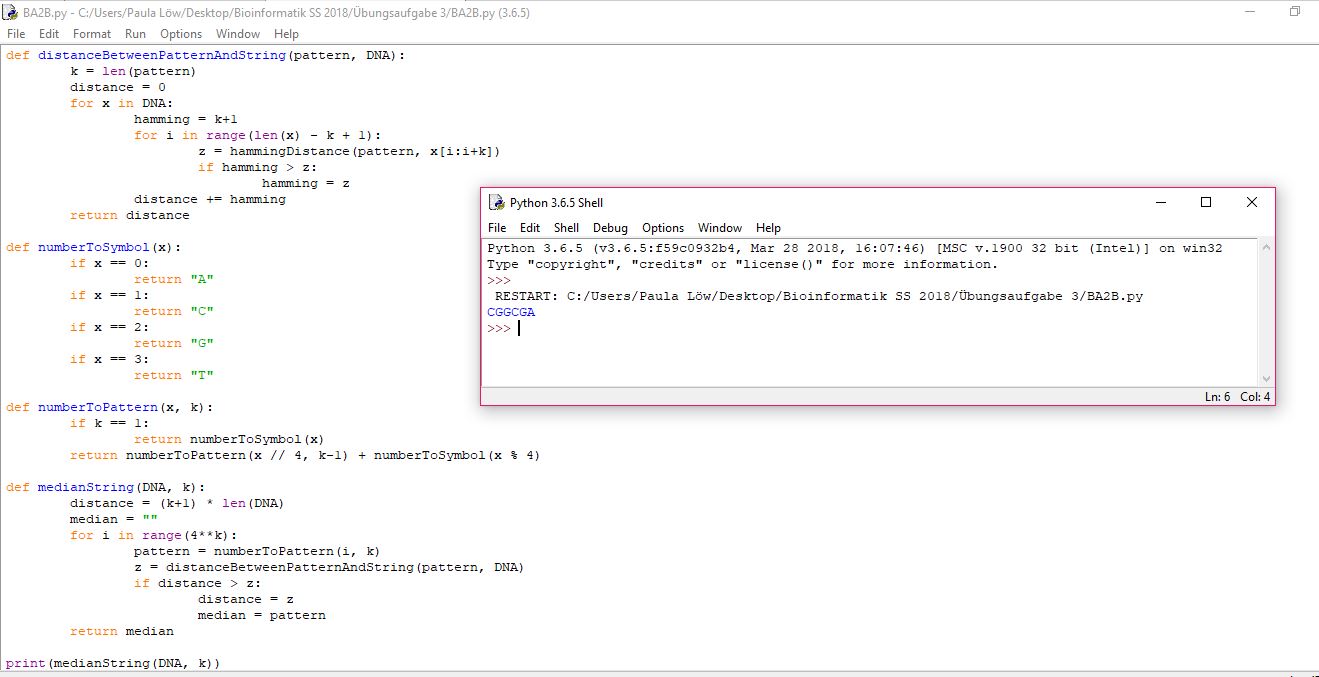 BA2B.py - C:/Users/Paula Löw/Desktop/Bioinformatik SS 2018/Übungsaufgabe 3/BA2B.py (3.6.5)
File Edit Format Run Options Window Help
def distanceBetweenPatternAndString(pattern, DNA):
        k = len(pattern)
        distance = 0
        for x in DNA:
                hamming = k+1
                for i in range(len(x) - k + 1):
                        z = hammingDistance(pattern, x[i:i+k])
                        if hamming > z:
                                hamming = z
                distance += hamming
        return distance
def numberToSymbol(x):
        if x == 0:
                return "A"
        if x == 1:
                return "C"
        if x == 2:
                return "G"
        if x == 3:
                return "T"
def numberToPattern(x, k):
        if k == 1:
                return numberToSymbol(x)
        return numberToPattern(x // 4, k-1) + numberToSymbol(x % 4)
def medianString(DNA, k):
        distance = (k+1) * len(DNA)
        median = ""
        for i in range(4**k):
                pattern = numberToPattern(i, k)
                z = distanceBetweenPatternAndString(pattern, DNA)
                if distance > z:
                        distance = z
                        median = pattern
        return median
print(medianString(DNA, k))
Python 3.6.5 Shell
File Edit Shell Debug Options Window Help
Python 3.6.5 (v3.6.5:f59c0932b4, Mar 28 2018, 16:07:46) [MSC v.1900 32 bit (Intel)] on win32
Type "copyright", "credits" or "license()" for more information.
>>>
 RESTART: C:/Users/Paula Löw/Desktop/Bioinformatik SS 2018/Übungsaufgabe 3/BA2B.py
CGGCGA
>>>
Ln: 6 Col: 4